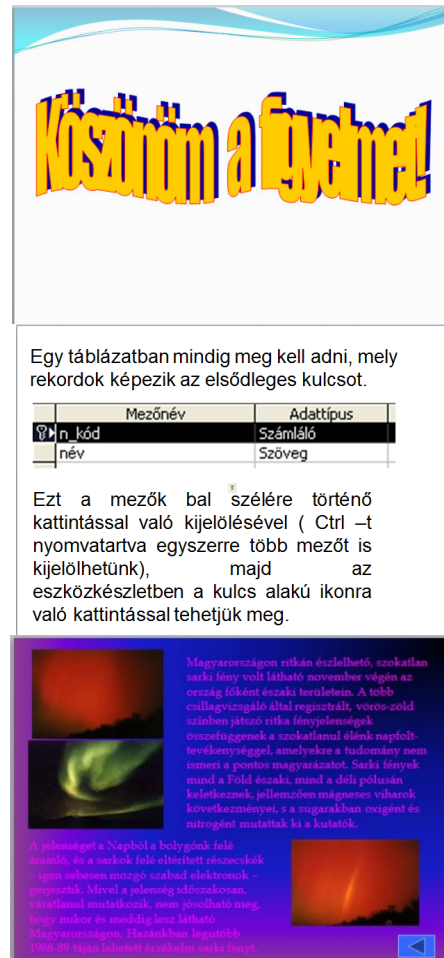 Köszönöm a figyelmet!
Egy táblázatban mindig meg kell adni, mely
rekordok képezik az elsődleges kulcsot.
Mezőnév Adattípus
n_kód Számláló
név Szöveg
Ezt a mezők bal szélére történő
kattintással való kijelölésével ( Ctrl –t
nyomvatartva egyszerre több mezőt is
kijelölhetünk), majd az
eszközkészletben a kulcs alakú ikonra
való kattintással tehetjük meg.
Magyarországon ritkán észlelhető, szokatlan
sarki fény volt látható november végén az
ország főként északi területein. A több
csillagvizsgáló által regisztrált, vörös-zöld
színben játszó ritka fényjelenségek
összefüggenek a szokatlanul élénk napfolt-
tevékenységgel, amelyekre a tudomány nem
ismeri a pontos magyarázatot. Sarki fények
mind a Föld északi, mind a déli pólusán
keletkeznek, jellemzően mágneses viharok
következményei, s a sugarakban oxigént és
nitrogént mutattak ki a kutatók.
A jelenséget a Napból a bolygónk felé
áramló, és a sarkok felé eltérített részecskék
– igen sebesen mozgó szabad elektronok –
gerjesztik. Mivel a jelenség időszakosan,
váratlanul mutatkozik, nem jósolható meg,
hogy mikor és meddig lesz látható
Magyarországon. Hazánkban legutóbb
1988-89 táján lehetett érzékelni sarki fényt.